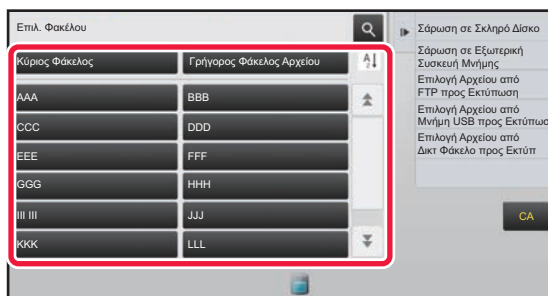 Επιλ. Φακέλου
Κύριος Φάκελος
Γρήγορος Φάκελος Αρχείου
AAA
BBB
CCC
DDD
EEE
FFF
GGG
HHH
III III
JJJ
KKK
LLL
Σάρωση σε Σκληρό Δίσκο
Σάρωση σε Εξωτερική
Συσκευή Μνήμης
Επιλογή Αρχείου από
FTP προς Εκτύπωση
Επιλογή Αρχείου από
Μνήμη USB προς Εκτύπωσ
Επιλογή Αρχείου από
Δικτ Φάκελο προς Εκτύπ
CA